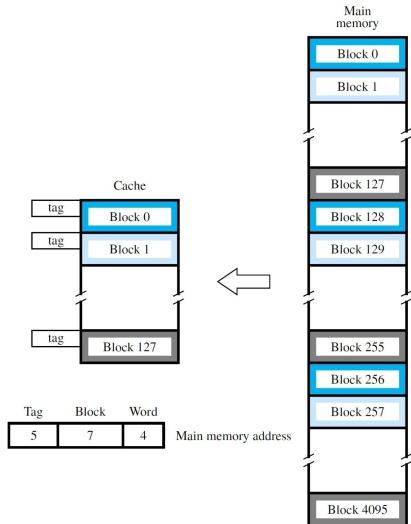 Main
memory
Block 0
Block 1
Block 127
Block 128
Block 129
Block 255
Block 256
Block 257
Block 4095
Cache
tag
Block 0
tag
Block 1
tag
Block 127
Tag Block Word
5 7 4 Main memory address